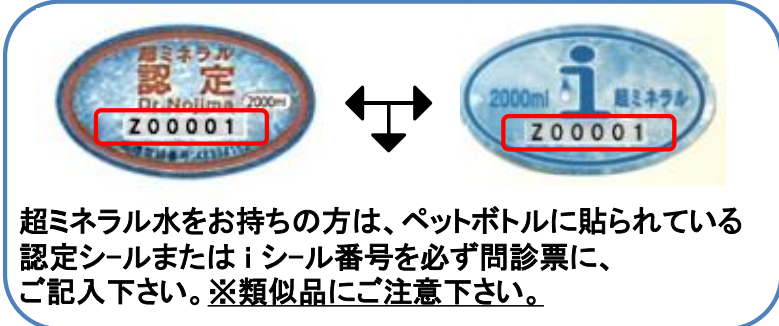 超ミネラル
認定
Dr.Nojima 2000ml
Z00001
2000ml i 超ミネラル
Z00001
超ミネラル水をお持ちの方は、ペットボトルに貼られている
認定シールまたは i シール番号を必ず問診票に、
ご記入下さい。※類似品にご注意下さい。